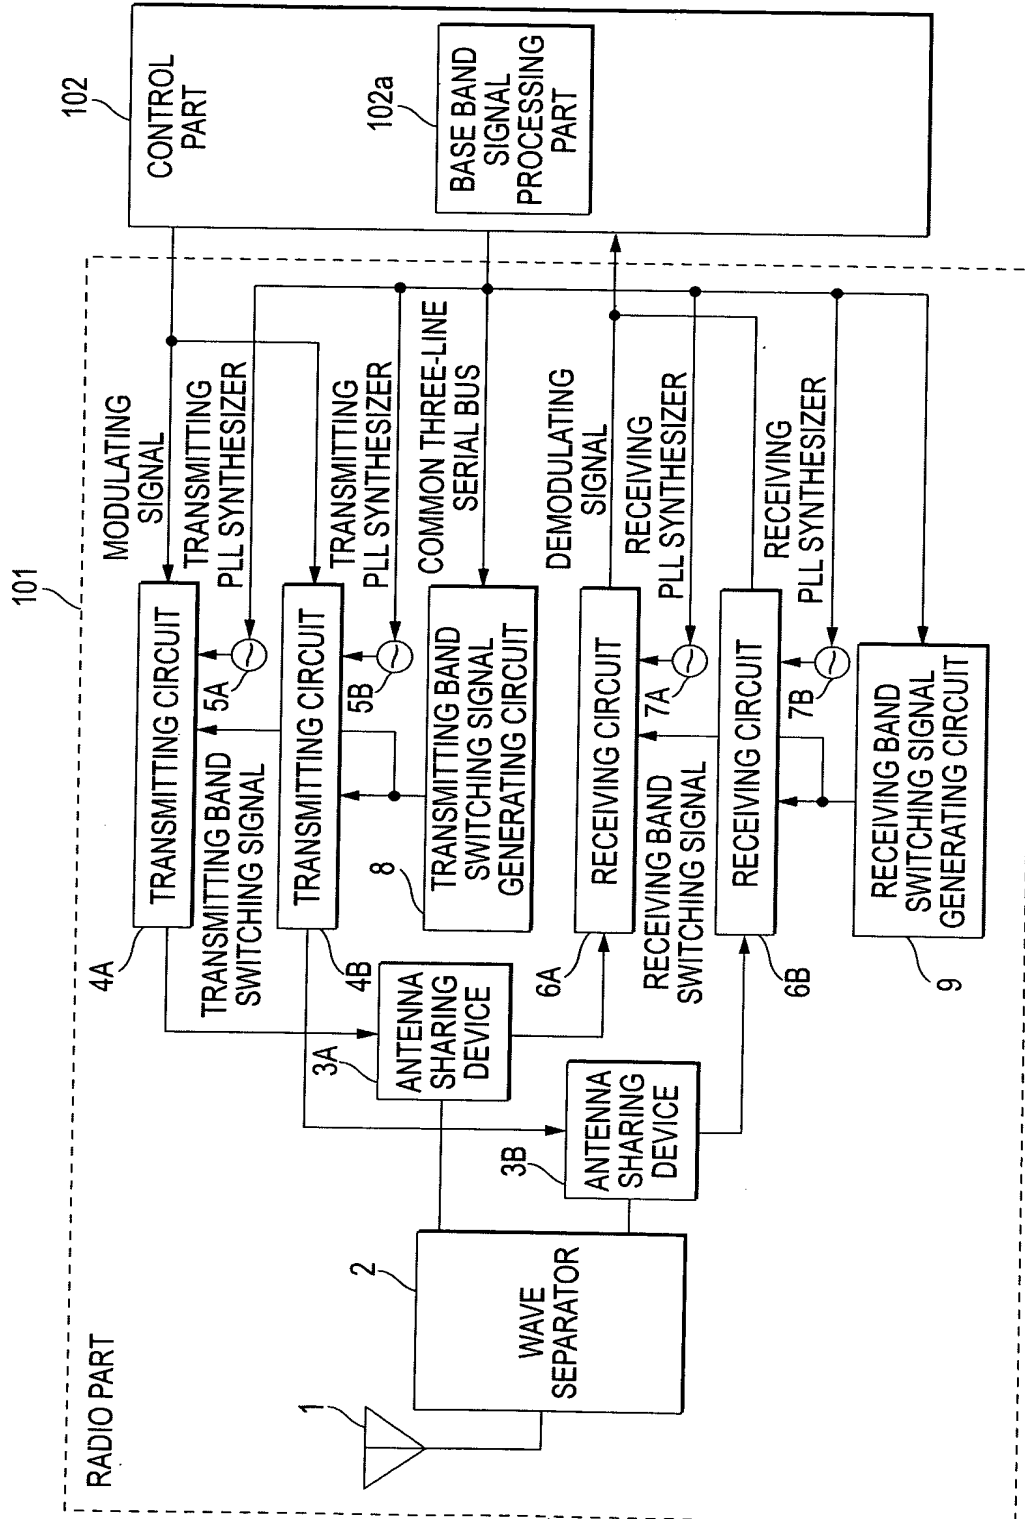 RADIO PART
101
102
CONTROL
PART
102a
BASE BAND
SIGNAL
PROCESSING
PART
MODULATING
SIGNAL
TRANSMITTING
PLL SYNTHESIZER
4A
TRANSMITTING CIRCUIT
5A
TRANSMITTING BAND
SWITCHING SIGNAL
TRANSMITTING
PLL SYNTHESIZER
4B
TRANSMITTING CIRCUIT
5B
COMMON THREE-LINE
SERIAL BUS
8
TRANSMITTING BAND
SWITCHING SIGNAL
GENERATING CIRCUIT
1
2
WAVE
SEPARATOR
3A
ANTENNA
SHARING
DEVICE
3B
ANTENNA
SHARING
DEVICE
DEMODULATING
SIGNAL
6A
RECEIVING CIRCUIT
RECEIVING
PLL SYNTHESIZER
7A
RECEIVING BAND
SWITCHING SIGNAL
6B
RECEIVING CIRCUIT
RECEIVING
PLL SYNTHESIZER
7B
9
RECEIVING BAND
SWITCHING SIGNAL
GENERATING CIRCUIT